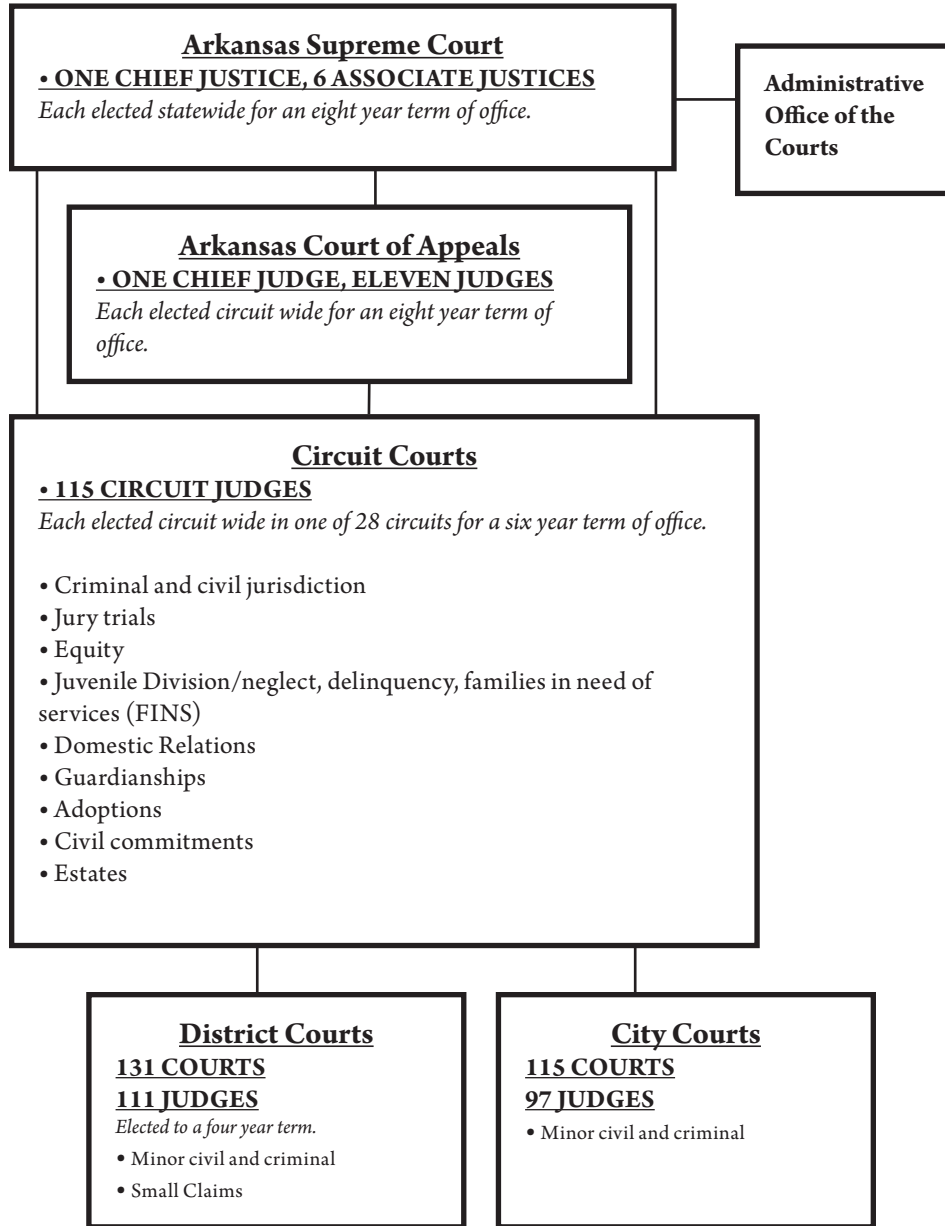 Arkansas Supreme Court
• ONE CHIEF JUSTICE, 6 ASSOCIATE JUSTICES
Each elected statewide for an eight year term of office.
Administrative
Office of the
Courts
Arkansas Court of Appeals
• ONE CHIEF JUDGE, ELEVEN JUDGES
Each elected circuit wide for an eight year term of
office.
Circuit Courts
• 115 CIRCUIT JUDGES
Each elected circuit wide in one of 28 circuits for a six year term of office.
• Criminal and civil jurisdiction
• Jury trials
• Equity
• Juvenile Division/neglect, delinquency, families in need of
services (FINS)
• Domestic Relations
• Guardianships
• Adoptions
• Civil commitments
• Estates
District Courts
131 COURTS
111 JUDGES
Elected to a four year term.
• Minor civil and criminal
• Small Claims
City Courts
115 COURTS
97 JUDGES
• Minor civil and criminal